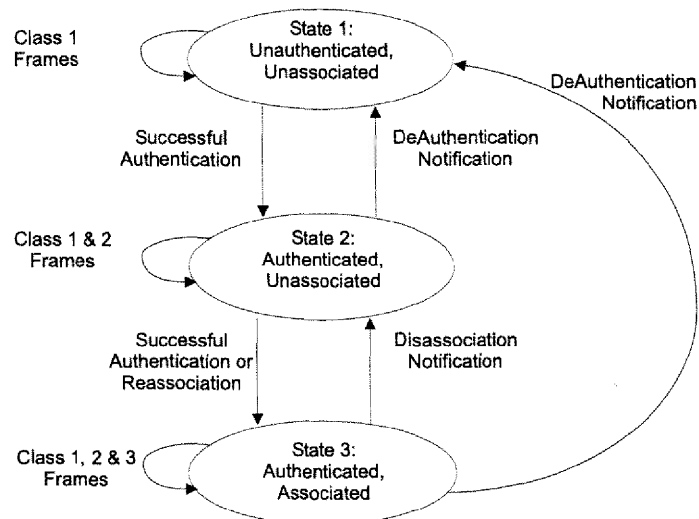 Class 1
Frames
State 1:
Unauthenticated,
Unassociated
DeAuthentication
Notification
Successful
Authentication
DeAuthentication
Notification
Class 1 & 2
Frames
State 2:
Authenticated,
Unassociated
Successful
Authentication or
Reassociation
Disassociation
Notification
Class 1, 2 & 3
Frames
State 3:
Authenticated,
Associated